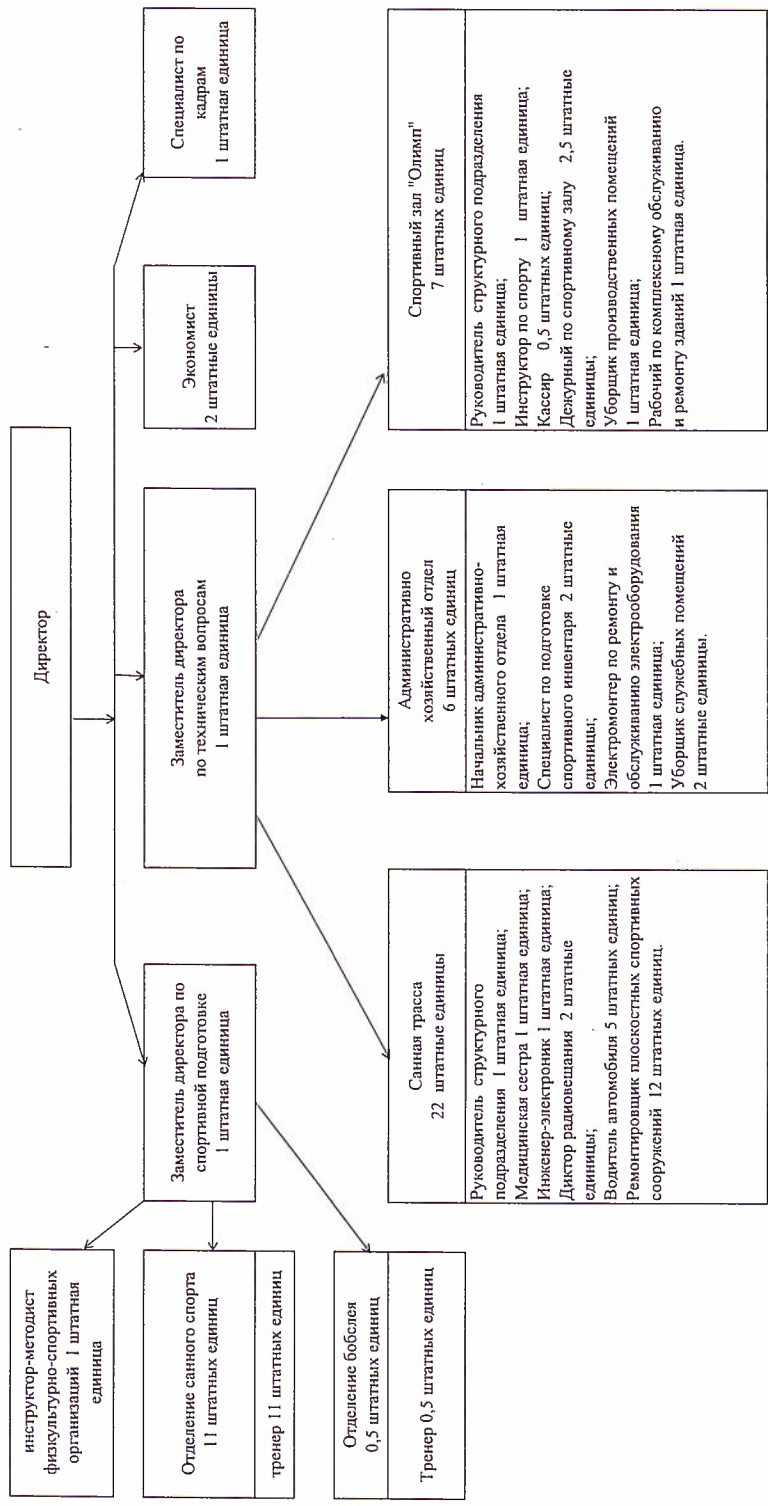 Директор
Заместитель директора по
спортивной подготовке
1 штатная единица
Заместитель директора
по техническим вопросам
1 штатная единица
Экономист
2 штатные единицы
Специалист по
кадрам
1 штатная единица
инструктор-методист
физкультурно-спортивных
организаций 1 штатная
единица
Отделение санного спорта
11 штатных единиц
тренер 11 штатных единиц
Отделение бобслея
0,5 штатных единиц
Тренер 0,5 штатных единиц
Санная трасса
22 штатные единицы
Руководитель структурного
подразделения 1 штатная единица;
Медицинская сестра 1 штатная единица;
Инженер-электроник 1 штатная единица;
Диктор радиовещания 2 штатные
единицы;
Водитель автомобиля 5 штатных единиц;
Ремонтировщик плоскостных спортивных
сооружений 12 штатных единиц.
Административно
хозяйственный отдел
6 штатных единиц
Начальник административно-
хозяйственного отдела 1 штатная
единица;
Специалист по подготовке
спортивного инвентаря 2 штатные
единицы;
Электромонтер по ремонту и
обслуживанию электрооборудования
1 штатная единица;
Уборщик служебных помещений
2 штатные единицы.
Спортивный зал "Олимп"
7 штатных единиц
Руководитель структурного подразделения
1 штатная единица;
Инструктор по спорту 1 штатная единица;
Кассир 0,5 штатных единиц;
Дежурный по спортивному залу 2,5 штатные
единицы;
Уборщик производственных помещений
1 штатная единица;
Рабочий по комплексному обслуживанию
и ремонту зданий 1 штатная единица.